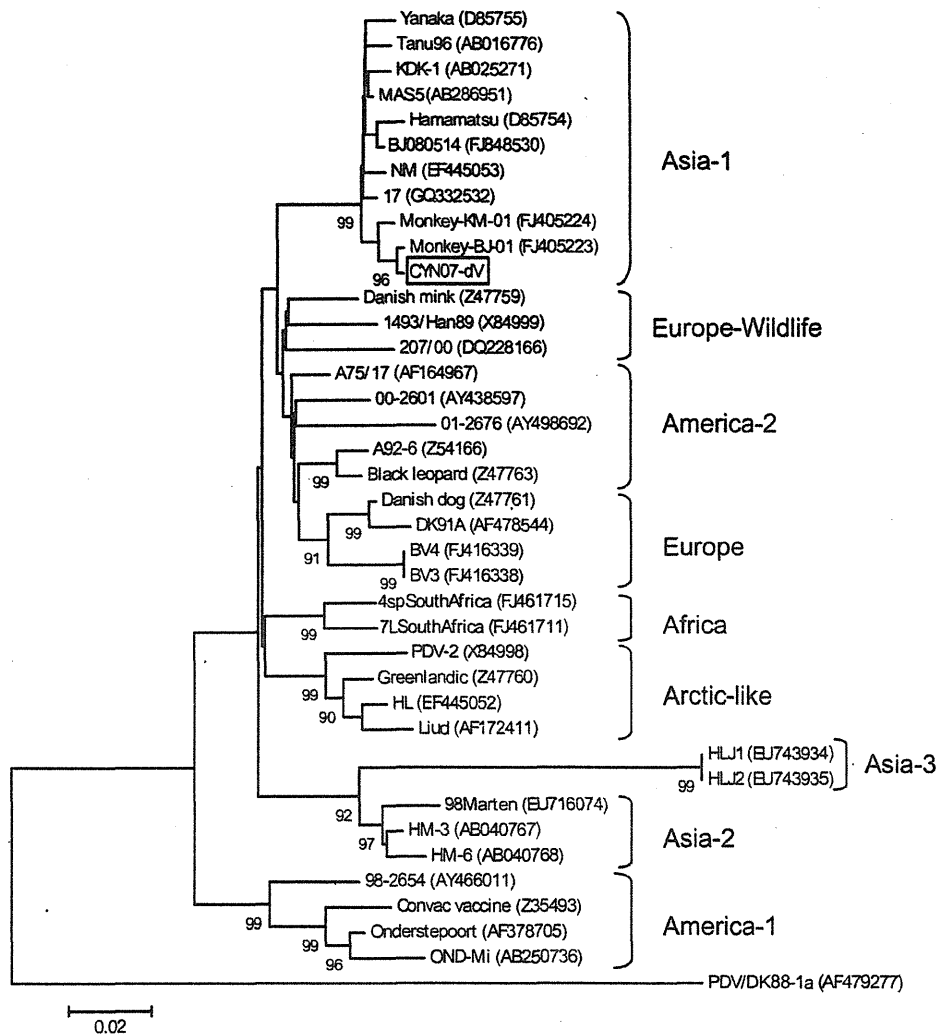 Yanaka (D85755)
Tanu96 (AB016776)
KDK-1 (AB025271)
MAS5(AB286951)
Hamamatsu (D85754)
BJ080514 (FJ848530)
NM (EF445053)
17 (GQ332532)
Monkey-KM-01 (FJ405224)
Monkey-BJ-01 (FJ405223)
CYN07-dV
99
96
Asia-1
Danish mink (Z47759)
1493/Han89 (X84999)
207/00 (DQ228166)
Europe-Wildlife
A75/17 (AF164967)
00-2601 (AY438597)
01-2676 (AY498692)
A92-6 (Z54166)
Black leopard (Z47763)
99
America-2
Danish dog (Z47761)
DK91A (AF478544)
BV4 (FJ416339)
BV3 (FJ416338)
99
91
99
Europe
4spSouthAfrica (FJ461715)
7LSouthAfrica (FJ461711)
99
Africa
PDV-2 (X84998)
Greenlandic (Z47760)
HL (EF445052)
Liud (AF172411)
99
90
Arctic-like
HLJ1 (EU743934)
HLJ2 (EU743935)
99
Asia-3
92
98Marten (EU716074)
HM-3 (AB040767)
HM-6 (AB040768)
97
Asia-2
98-2654 (AY466011)
Convac vaccine (Z35493)
Onderstepoort (AF378705)
OND-Mi (AB250736)
99
99
96
America-1
PDV/DK88-1a (AF479277)
0.02